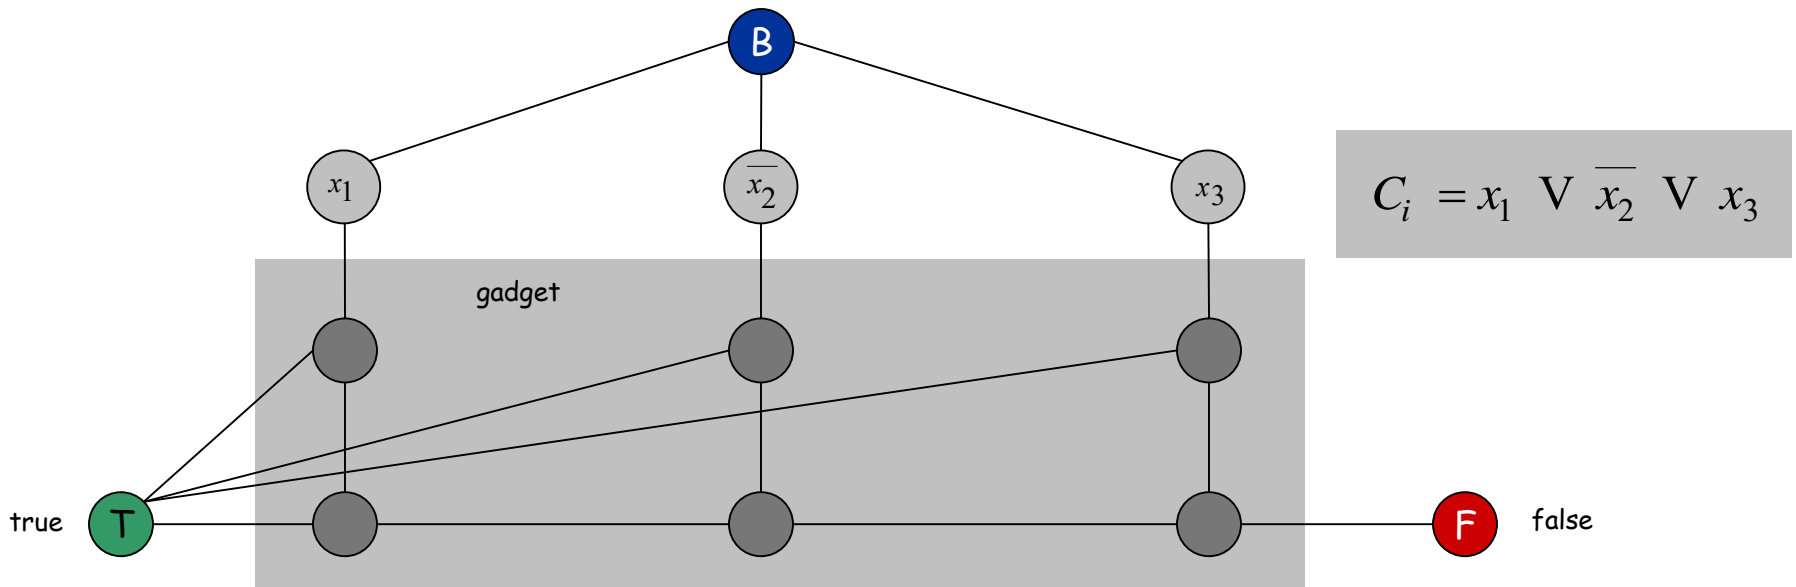 B
x₁
x̅₂
x₃
Cᵢ = x₁ V x̅₂ V x₃
gadget
true
T
F
false